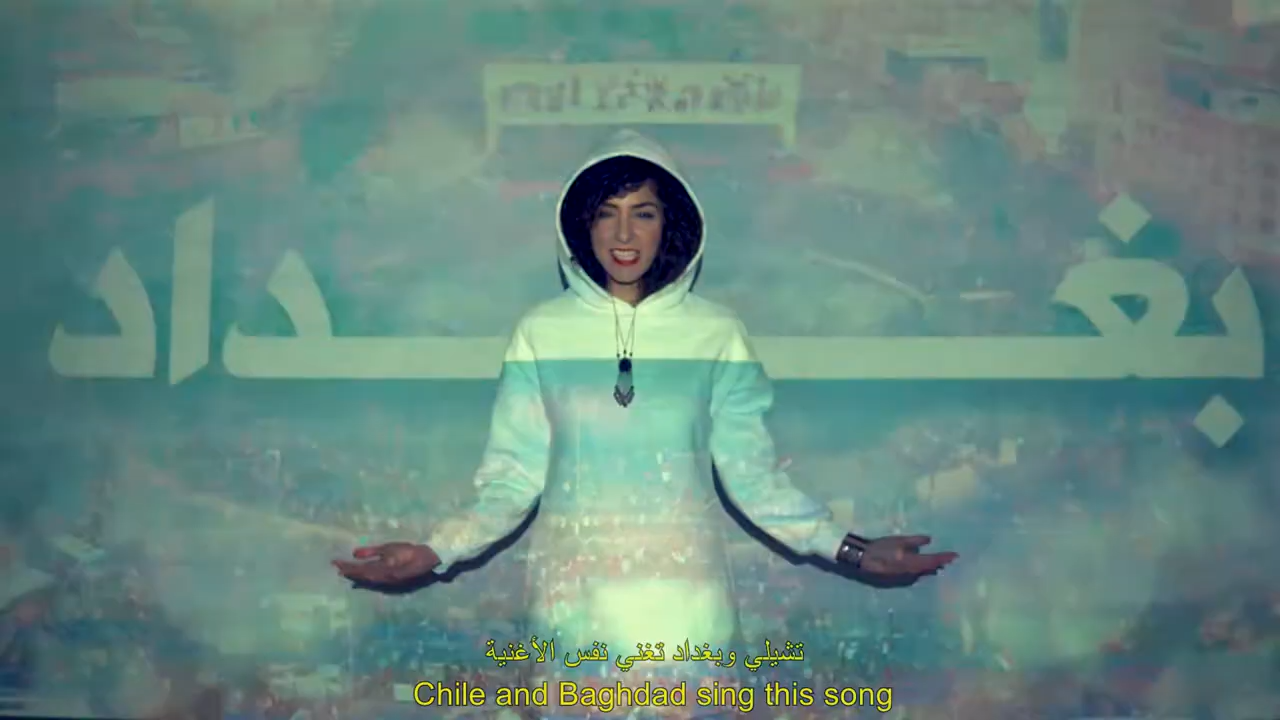 بغداد
تشيلي وبغداد تغني نفس الأغنية
Chile and Baghdad sing this song